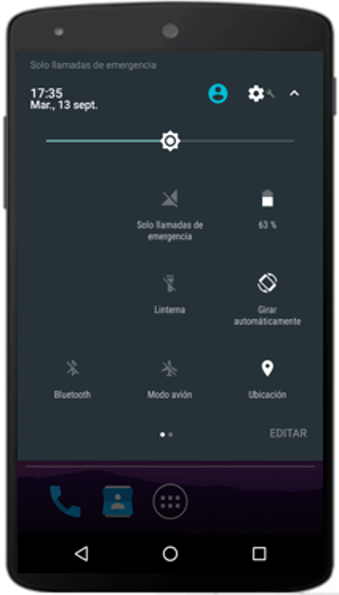 Solo llamadas de emergencia
17:35
Mar., 13 sept.
Solo llamadas de
emergencia
63 %
Linterna
Girar
automáticamente
Bluetooth
Modo avión
Ubicación
EDITAR